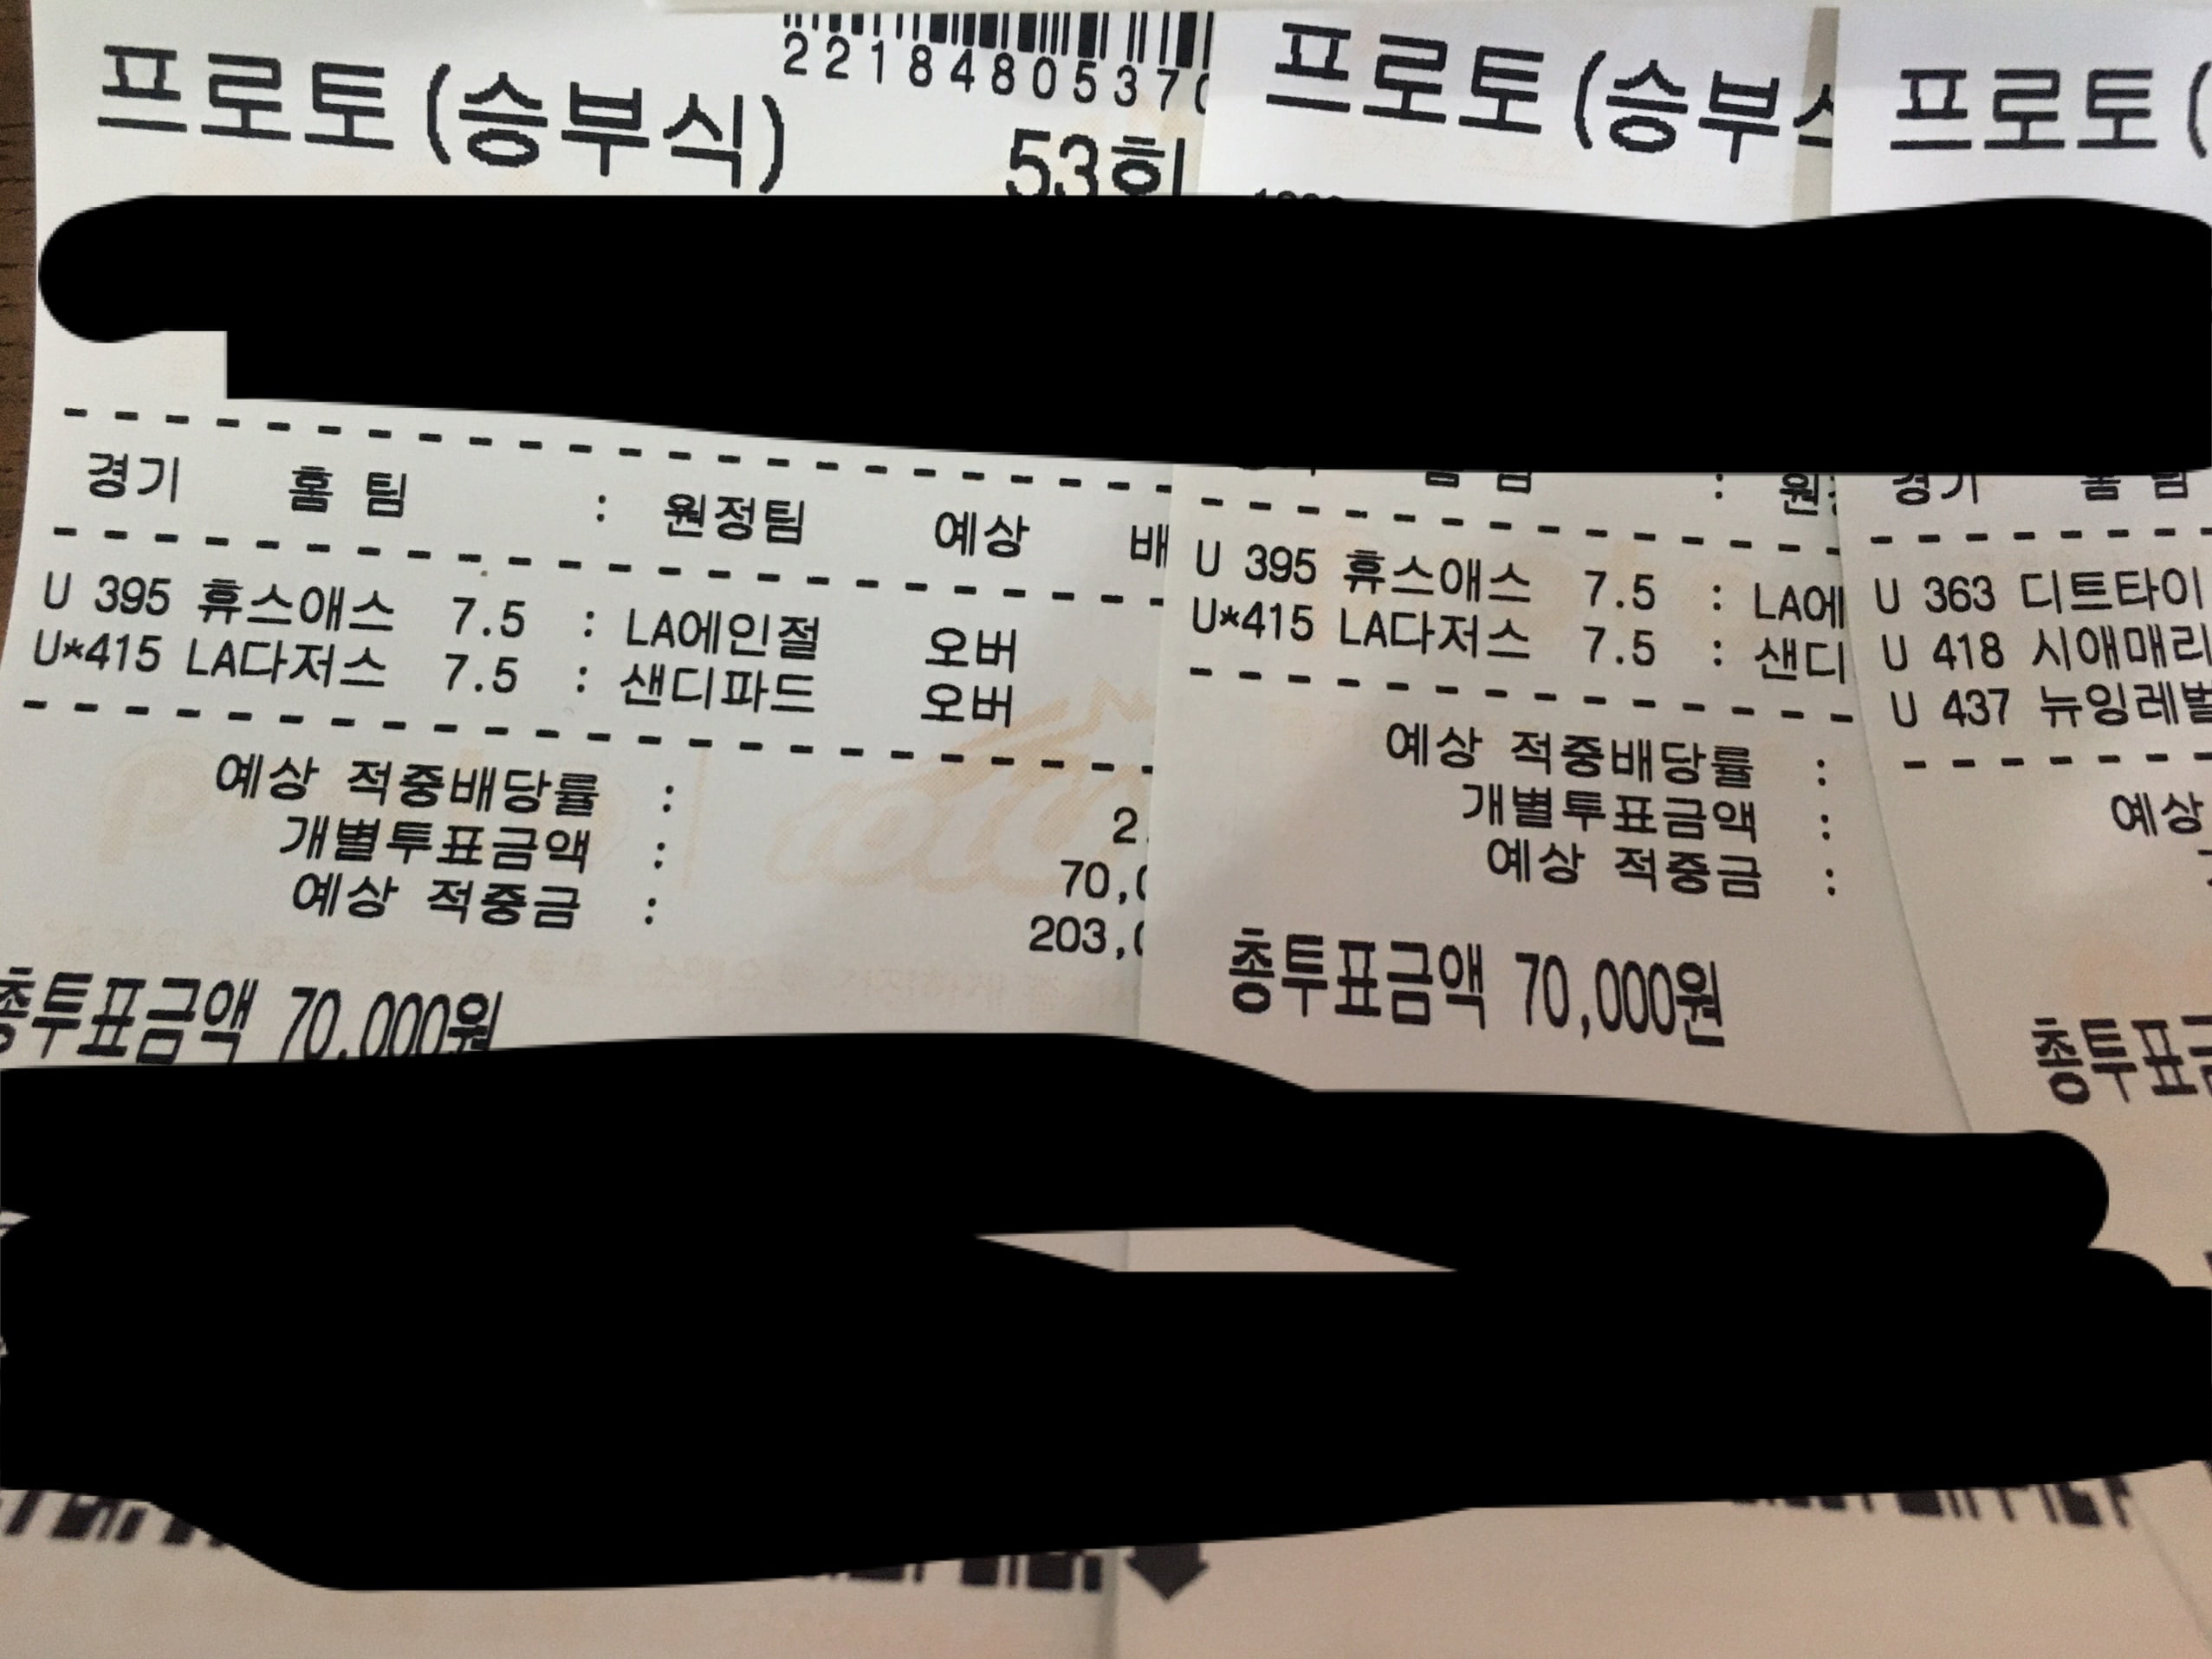 프로토(승부식)
22184805370
53회
경기 홈 팀 : 원정팀 예상 배
U 395 휴스애스 7.5 : LA에인절 오버
U*415 LA다저스 7.5 : 샌디파드 오버
예상 적중배당률 : 2.
개별투표금액 : 70,0
예상 적중금 : 203,0
총투표금액 70,000원
프로토(승부
U 395 휴스애스 7.5 : LA에
U*415 LA다저스 7.5 : 샌디
예상 적중배당률 :
개별투표금액 :
예상 적중금 :
총투표금액 70,000원
프로토(
경기 홈 팀
U 363 디트타이
U 418 시애매리
U 437 뉴잉레벌
예상
총투표금